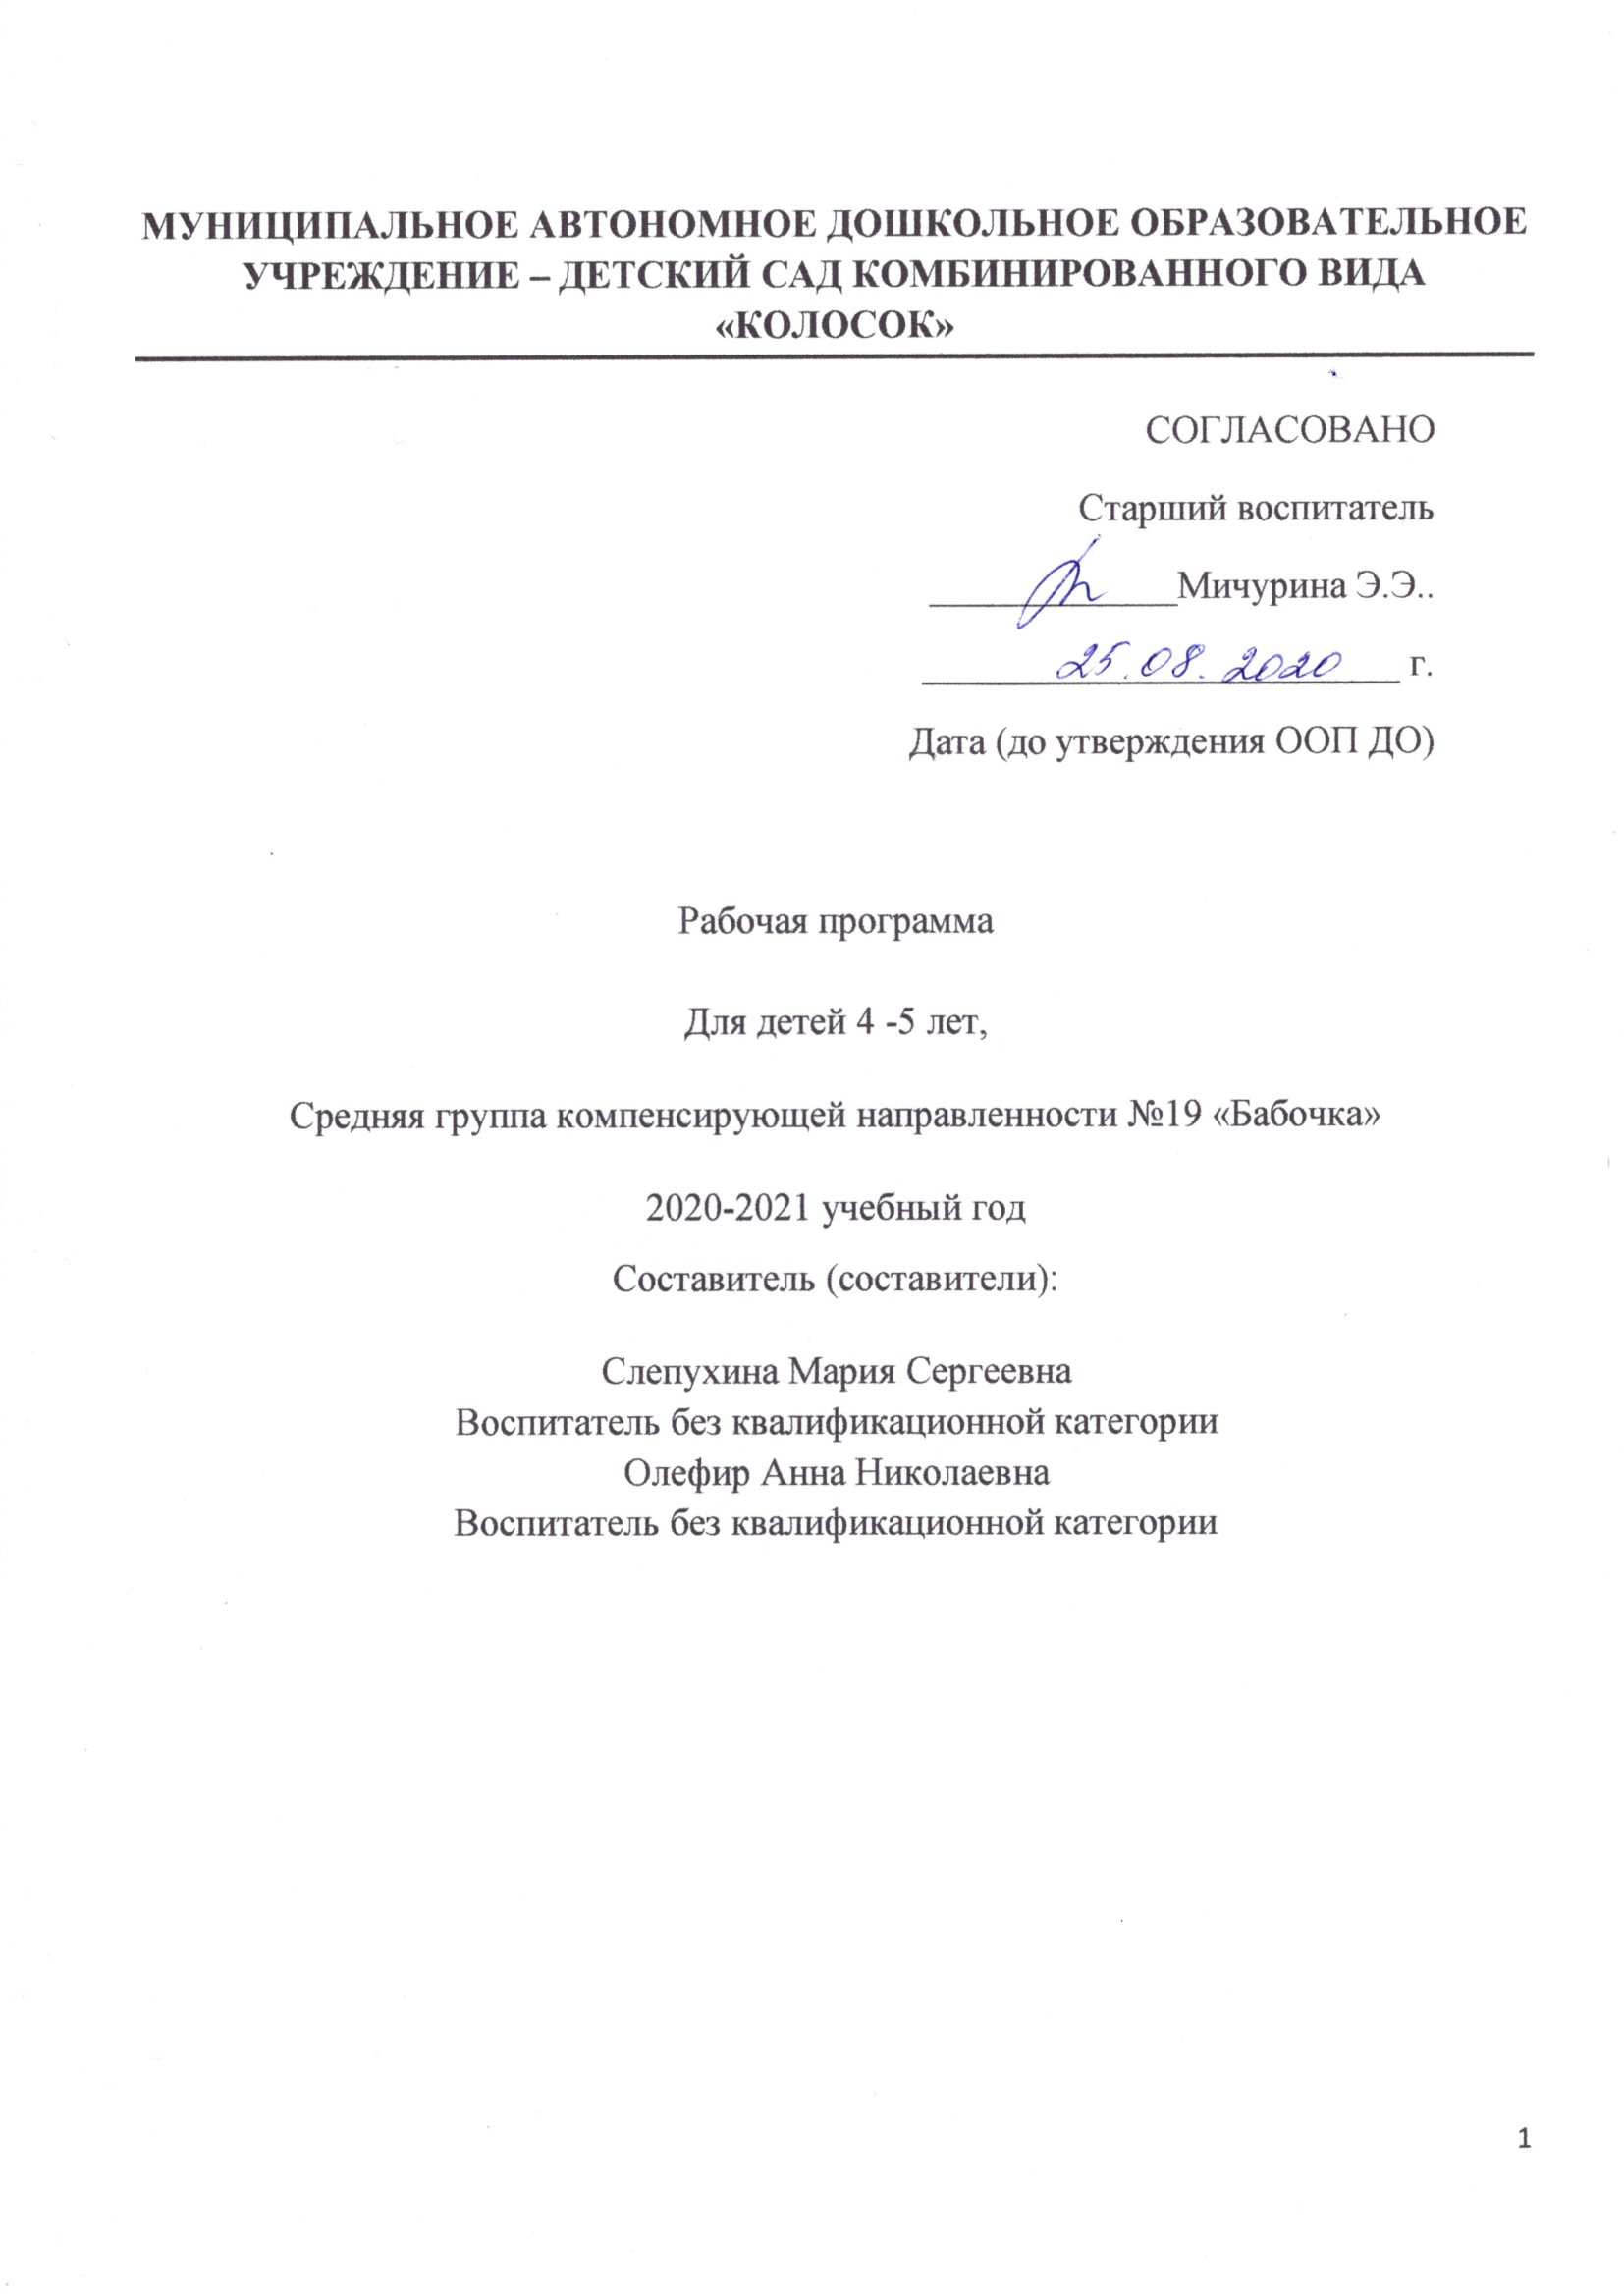 МУНИЦИПАЛЬНОЕ АВТОНОМНОЕ ДОШКОЛЬНОЕ ОБРАЗОВАТЕЛЬНОЕ
УЧРЕЖДЕНИЕ – ДЕТСКИЙ САД КОМБИНИРОВАННОГО ВИДА
«КОЛОСОК»
СОГЛАСОВАНО
Старший воспитатель
Мичурина Э.Э..
25.08.2020 г.
Дата (до утверждения ООП ДО)
Рабочая программа
Для детей 4 -5 лет,
Средняя группа компенсирующей направленности №19 «Бабочка»
2020-2021 учебный год
Составитель (составители):
Слепухина Мария Сергеевна
Воспитатель без квалификационной категории
Олефир Анна Николаевна
Воспитатель без квалификационной категории
1